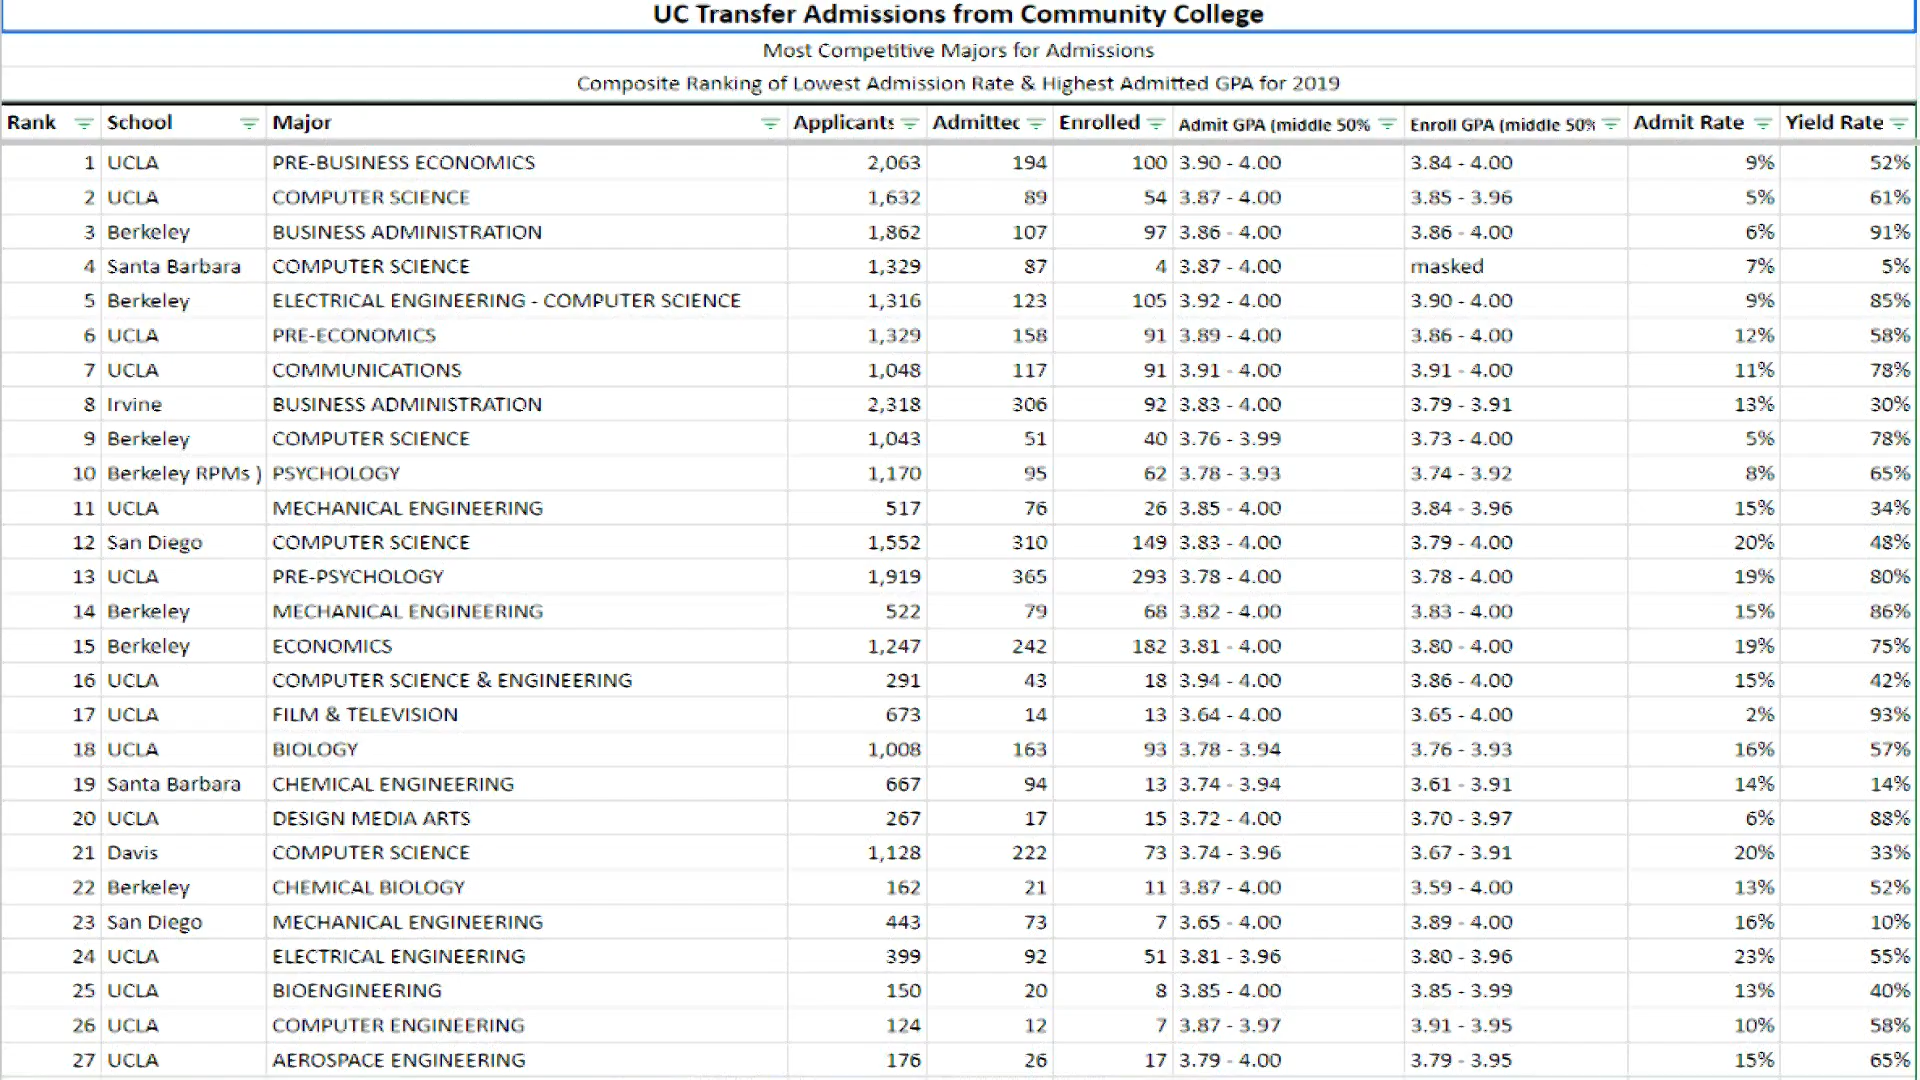 UC Transfer Admissions from Community College
Most Competitive Majors for Admissions
Composite Ranking of Lowest Admission Rate & Highest Admitted GPA for 2019
Rank School Major Applicants Admittec Enrolled Admit GPA (middle 50% Enroll GPA (middle 50% Admit Rate Yield Rate
1 UCLA PRE-BUSINESS ECONOMICS 2,063 194 100 3.90 - 4.00 3.84 - 4.00 9% 52%
2 UCLA COMPUTER SCIENCE 1,632 89 54 3.87 - 4.00 3.85 - 3.96 5% 61%
3 Berkeley BUSINESS ADMINISTRATION 1,862 107 97 3.86 - 4.00 3.86 - 4.00 6% 91%
4 Santa Barbara COMPUTER SCIENCE 1,329 87 4 3.87 - 4.00 masked 7% 5%
5 Berkeley ELECTRICAL ENGINEERING - COMPUTER SCIENCE 1,316 123 105 3.92 - 4.00 3.90 - 4.00 9% 85%
6 UCLA PRE-ECONOMICS 1,329 158 91 3.89 - 4.00 3.86 - 4.00 12% 58%
7 UCLA COMMUNICATIONS 1,048 117 91 3.91 - 4.00 3.91 - 4.00 11% 78%
8 Irvine BUSINESS ADMINISTRATION 2,318 306 92 3.83 - 4.00 3.79 - 3.91 13% 30%
9 Berkeley COMPUTER SCIENCE 1,043 51 40 3.76 - 3.99 3.73 - 4.00 5% 78%
10 Berkeley RPMs ) PSYCHOLOGY 1,170 95 62 3.78 - 3.93 3.74 - 3.92 8% 65%
11 UCLA MECHANICAL ENGINEERING 517 76 26 3.85 - 4.00 3.84 - 3.96 15% 34%
12 San Diego COMPUTER SCIENCE 1,552 310 149 3.83 - 4.00 3.79 - 4.00 20% 48%
13 UCLA PRE-PSYCHOLOGY 1,919 365 293 3.78 - 4.00 3.78 - 4.00 19% 80%
14 Berkeley MECHANICAL ENGINEERING 522 79 68 3.82 - 4.00 3.83 - 4.00 15% 86%
15 Berkeley ECONOMICS 1,247 242 182 3.81 - 4.00 3.80 - 4.00 19% 75%
16 UCLA COMPUTER SCIENCE & ENGINEERING 291 43 18 3.94 - 4.00 3.86 - 4.00 15% 42%
17 UCLA FILM & TELEVISION 673 14 13 3.64 - 4.00 3.65 - 4.00 2% 93%
18 UCLA BIOLOGY 1,008 163 93 3.78 - 3.94 3.76 - 3.93 16% 57%
19 Santa Barbara CHEMICAL ENGINEERING 667 94 13 3.74 - 3.94 3.61 - 3.91 14% 14%
20 UCLA DESIGN MEDIA ARTS 267 17 15 3.72 - 4.00 3.70 - 3.97 6% 88%
21 Davis COMPUTER SCIENCE 1,128 222 73 3.74 - 3.96 3.67 - 3.91 20% 33%
22 Berkeley CHEMICAL BIOLOGY 162 21 11 3.87 - 4.00 3.59 - 4.00 13% 52%
23 San Diego MECHANICAL ENGINEERING 443 73 7 3.65 - 4.00 3.89 - 4.00 16% 10%
24 UCLA ELECTRICAL ENGINEERING 399 92 51 3.81 - 3.96 3.80 - 3.96 23% 55%
25 UCLA BIOENGINEERING 150 20 8 3.85 - 4.00 3.85 - 3.99 13% 40%
26 UCLA COMPUTER ENGINEERING 124 12 7 3.87 - 3.97 3.91 - 3.95 10% 58%
27 UCLA AEROSPACE ENGINEERING 176 26 17 3.79 - 4.00 3.79 - 3.95 15% 65%